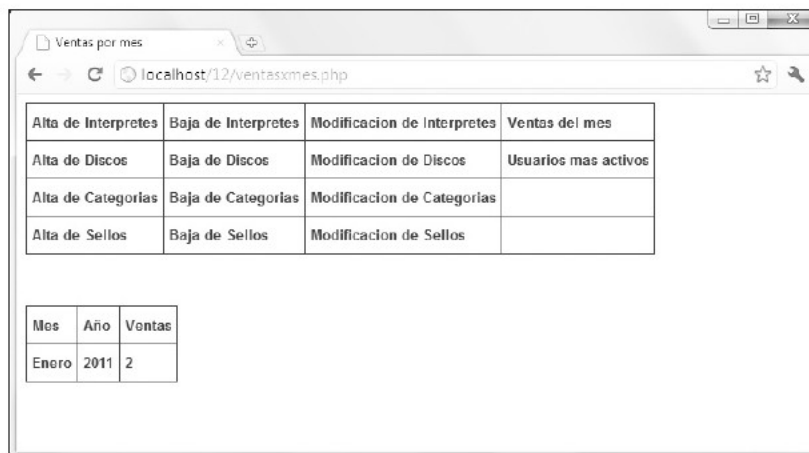 Ventas por mes
localhost/12/ventasxmes.php
Alta de Interpretes Baja de Interpretes Modificacion de Interpretes Ventas del mes
Alta de Discos Baja de Discos Modificacion de Discos Usuarios mas activos
Alta de Categorias Baja de Categorias Modificacion de Categorias
Alta de Sellos Baja de Sellos Modificacion de Sellos
Mes Año Ventas
Enero 2011 2